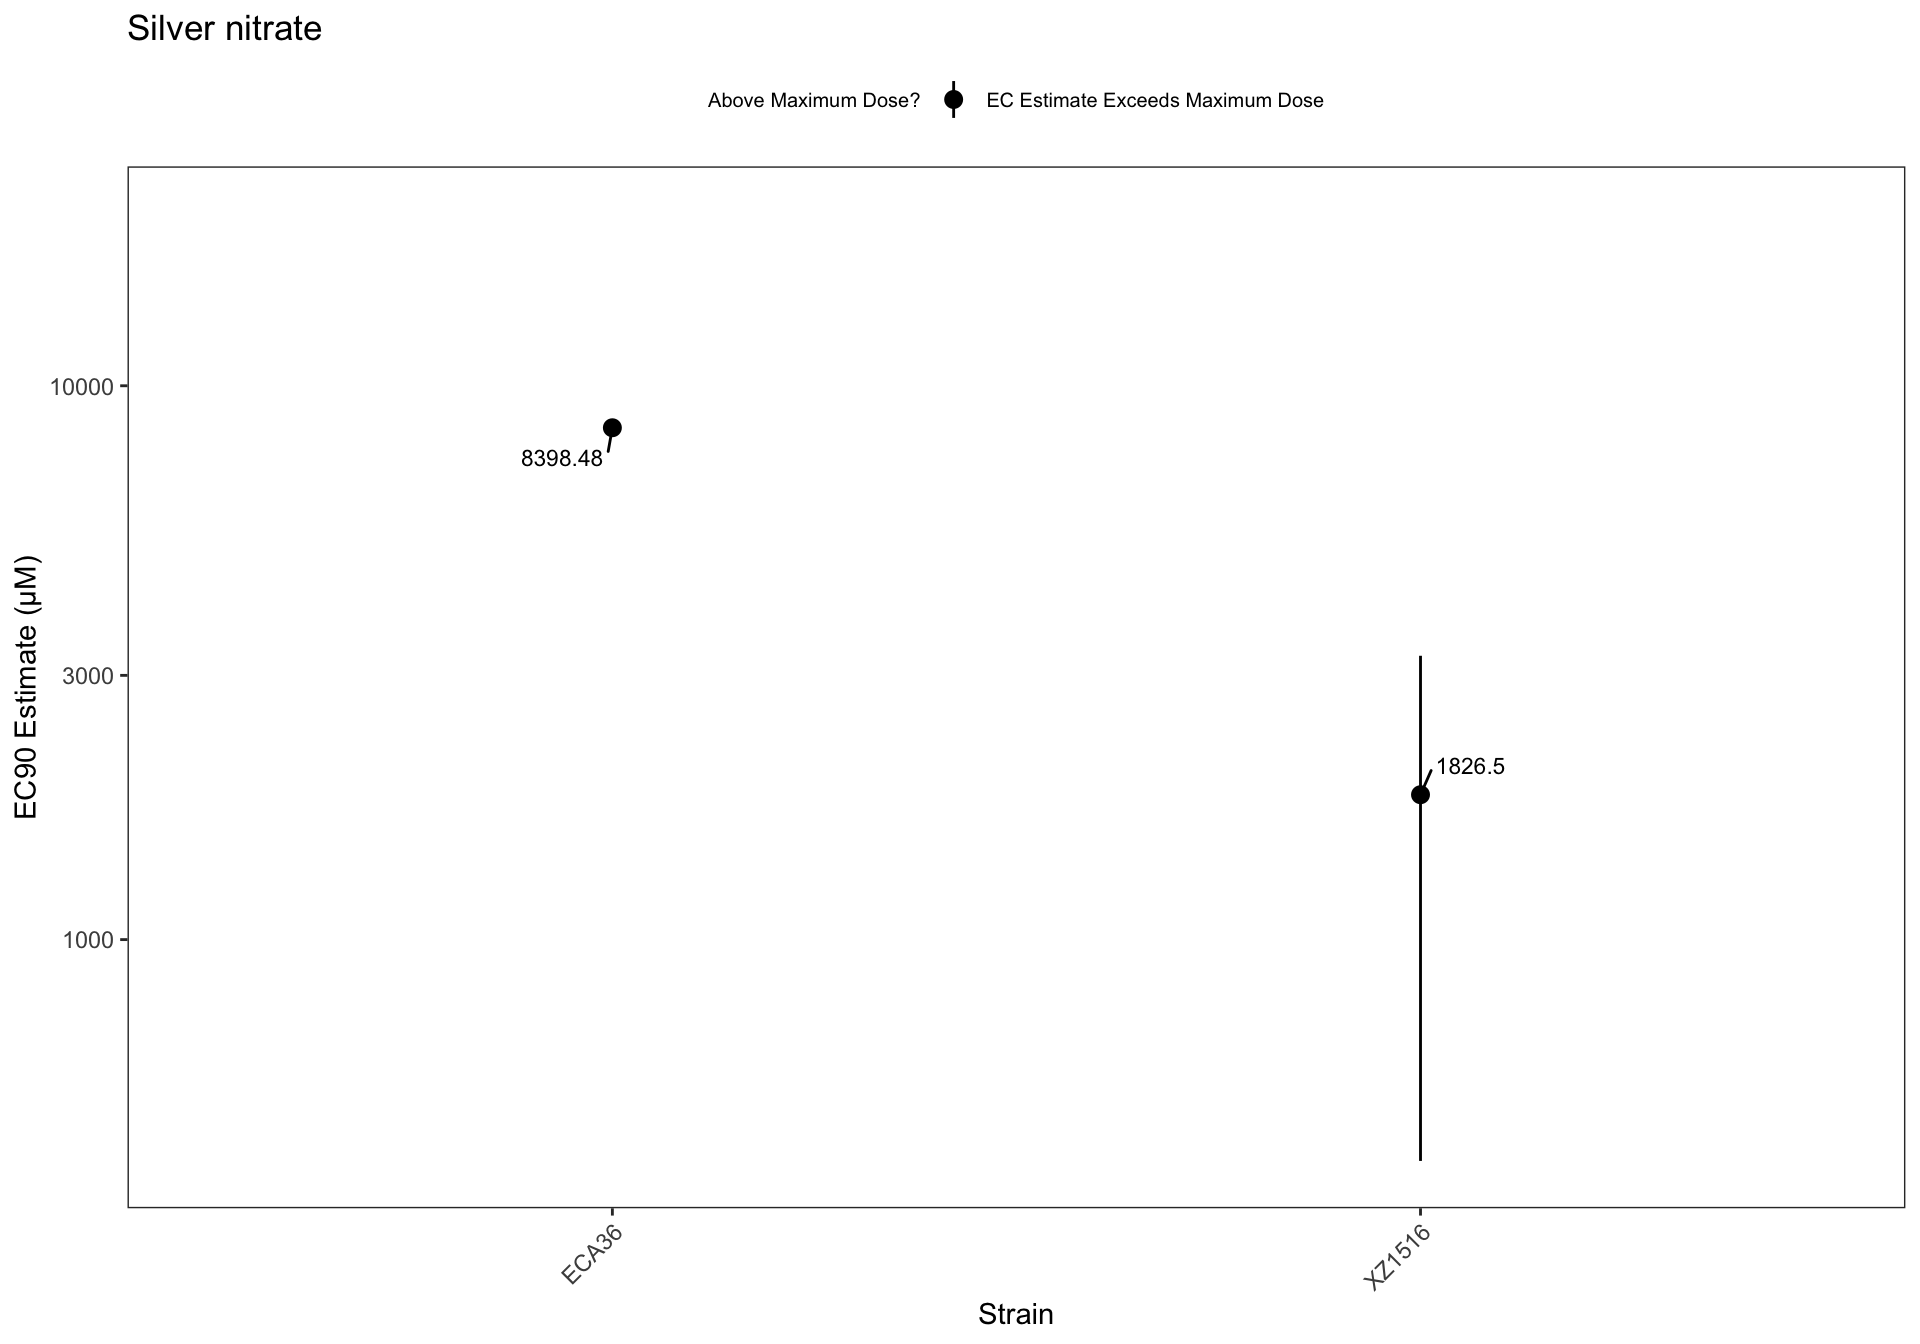 Silver nitrate
Above Maximum Dose? EC Estimate Exceeds Maximum Dose
10000
8398.48
3000
1826.5
1000
EC90 Estimate (µM)
ECA36 XZ1516
Strain